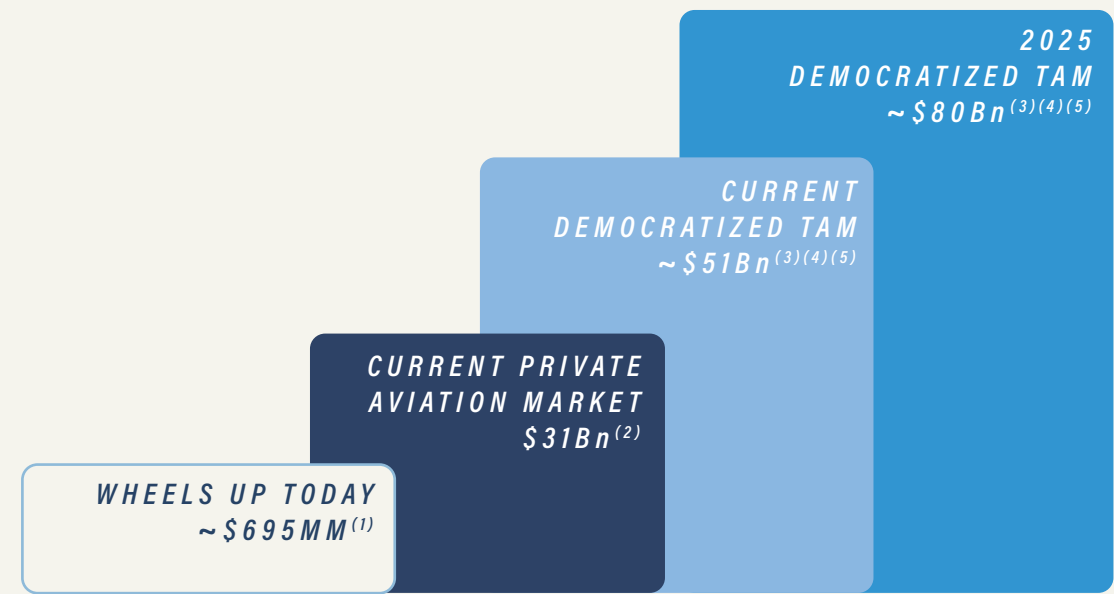 2025
DEMOCRATIZED TAM
~$80Bn(3)(4)(5)
CURRENT
DEMOCRATIZED TAM
~$51Bn(3)(4)(5)
CURRENT PRIVATE
AVIATION MARKET
$31Bn(2)
WHEELS UP TODAY
~$695MM(1)